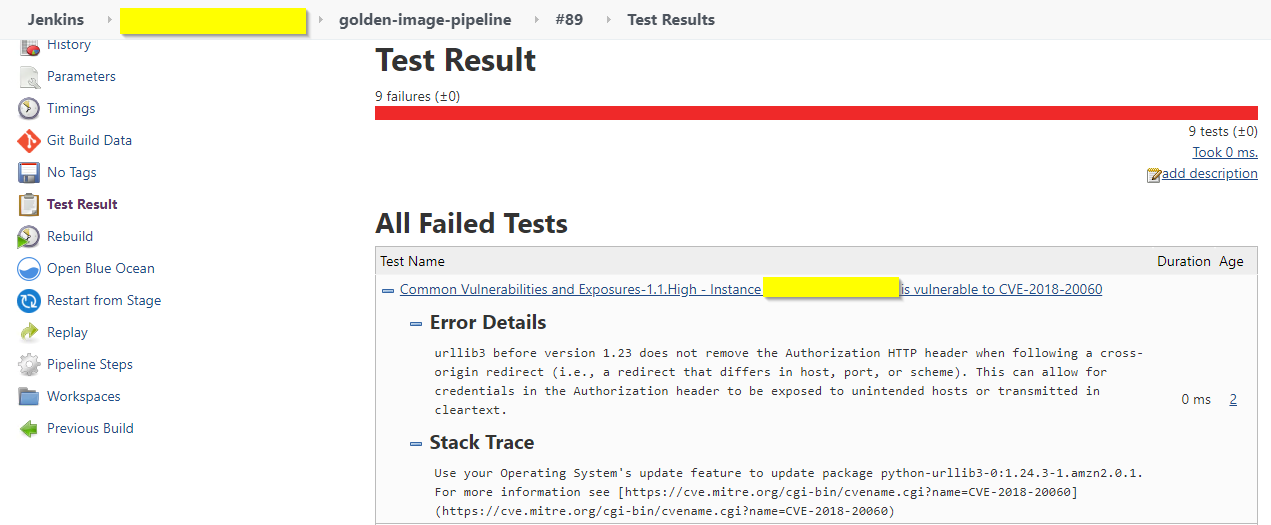 Jenkins golden-image-pipeline #89 Test Results
History
Parameters
Timings
Git Build Data
No Tags
Test Result
Rebuild
Open Blue Ocean
Restart from Stage
Replay
Pipeline Steps
Workspaces
Previous Build
Test Result
9 failures (±0)
9 tests (±0)
Took 0 ms.
add description
All Failed Tests
Test Name Duration Age
Common Vulnerabilities and Exposures-1.1.High - Instance is vulnerable to CVE-2018-20060
Error Details
urllib3 before version 1.23 does not remove the Authorization HTTP header when following a cross-
origin redirect (i.e., a redirect that differs in host, port, or scheme). This can allow for
credentials in the Authorization header to be exposed to unintended hosts or transmitted in
cleartext.
0 ms 2
Stack Trace
Use your Operating System's update feature to update package python-urllib3-0:1.24.3-1.amzn2.0.1.
For more information see [https://cve.mitre.org/cgi-bin/cvename.cgi?name=CVE-2018-20060]
(https://cve.mitre.org/cgi-bin/cvename.cgi?name=CVE-2018-20060)